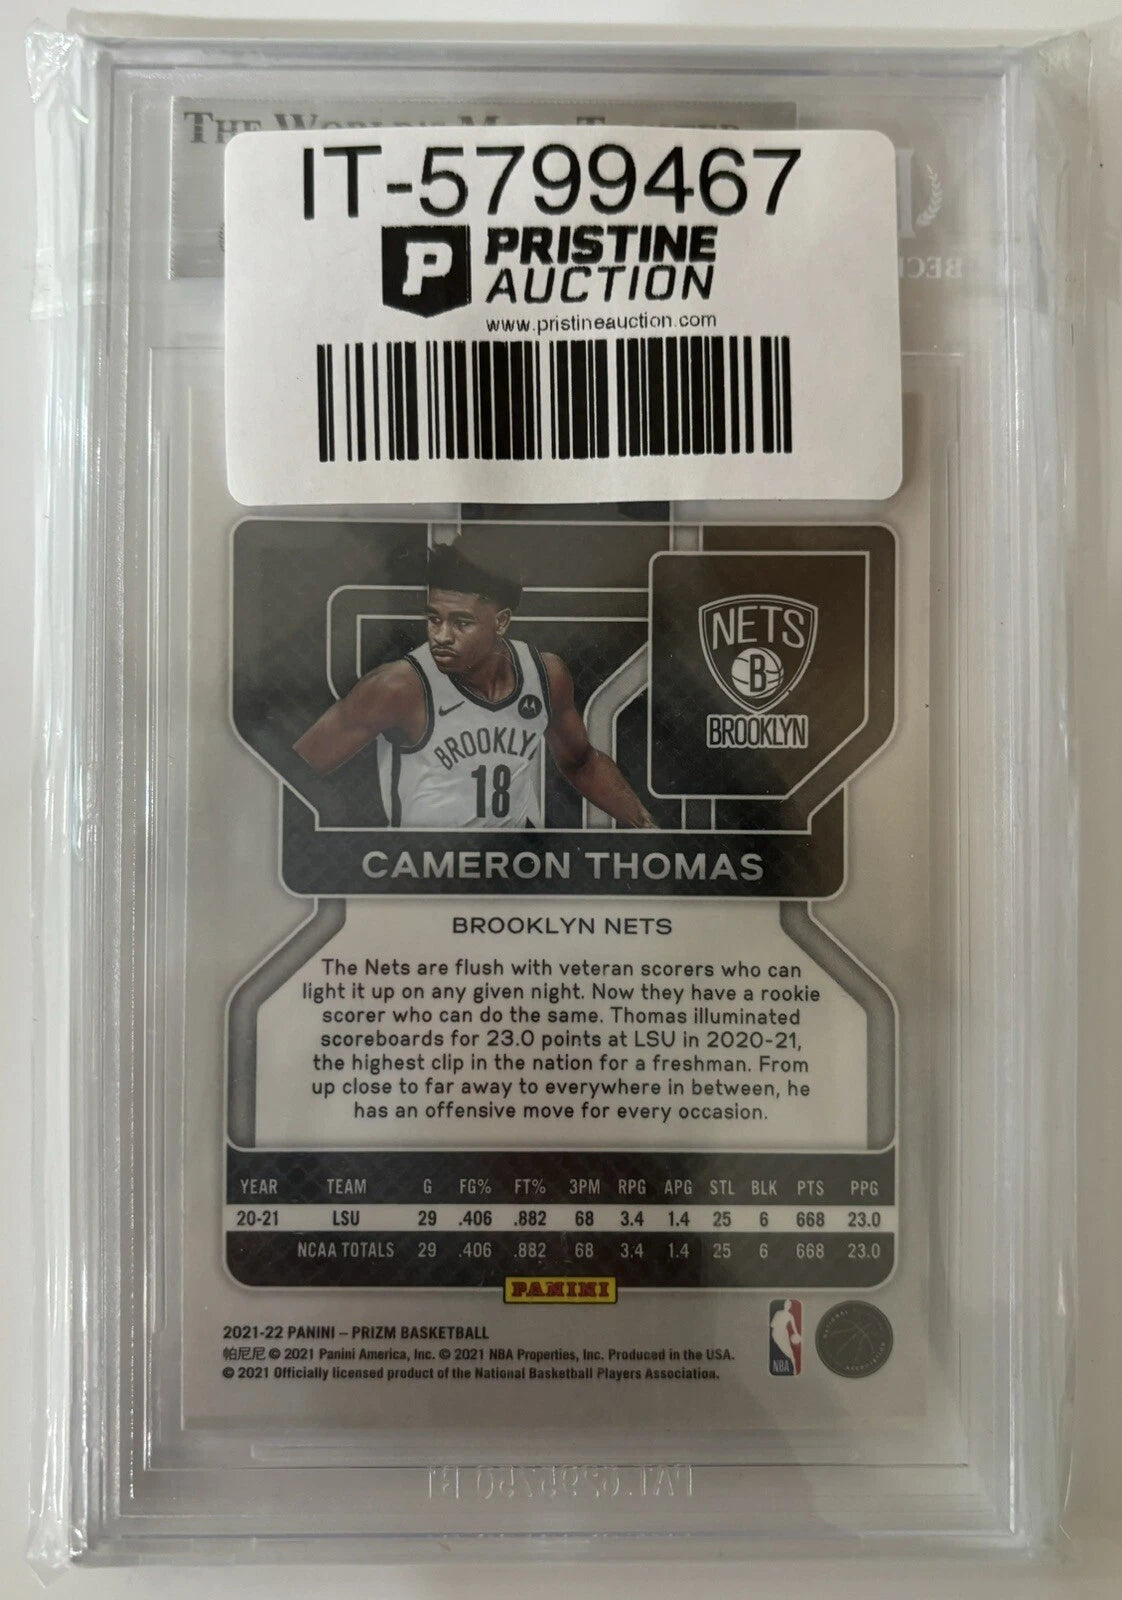 THE WORLD'S MOST TRUSTED
IT-5799467
P PRISTINE
AUCTION
www.pristineauction.com
NETS
B
BROOKLYN
BROOKLYN
18
CAMERON THOMAS
BROOKLYN NETS
The Nets are flush with veteran scorers who can
light it up on any given night. Now they have a rookie
scorer who can do the same. Thomas illuminated
scoreboards for 23.0 points at LSU in 2020-21,
the highest clip in the nation for a freshman. From
up close to far away to everywhere in between, he
has an offensive move for every occasion.
YEAR TEAM G FG% FT% 3PM RPG APG STL BLK PTS PPG
20-21 LSU 29 .406 .882 68 3.4 1.4 25 6 668 23.0
NCAA TOTALS 29 .406 .882 68 3.4 1.4 25 6 668 23.0
PANINI
2021-22 PANINI – PRIZM BASKETBALL
帕尼尼 © 2021 Panini America, Inc. © 2021 NBA Properties, Inc. Produced in the USA.
© 2021 Officially licensed product of the National Basketball Players Association.
NBA